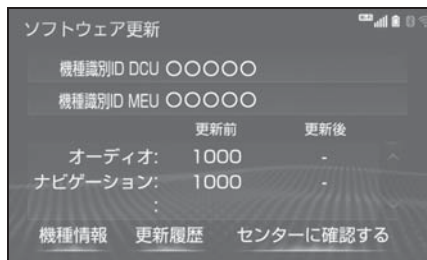 ソフトウェア更新
機種識別ID DCU 〇〇〇〇〇
機種識別ID MEU 〇〇〇〇〇
更新前 更新後
オーディオ: 1000 -
ナビゲーション: 1000 -
:
機種情報 更新履歴 センターに確認する